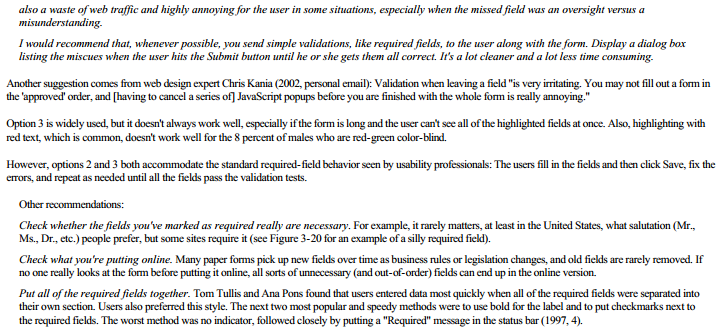 also a waste of web traffic and highly annoying for the user in some situations, especially when the missed field was an oversight versus a
misunderstanding.
I would recommend that, whenever possible, you send simple validations, like required fields, to the user along with the form. Display a dialog box
listing the miscues when the user hits the Submit button until he or she gets them all correct. It's a lot cleaner and a lot less time consuming.
Another suggestion comes from web design expert Chris Kania (2002, personal email): Validation when leaving a field "is very irritating. You may not fill out a form in
the 'approved' order, and [having to cancel a series of] JavaScript popups before you are finished with the whole form is really annoying."
Option 3 is widely used, but it doesn't always work well, especially if the form is long and the user can't see all of the highlighted fields at once. Also, highlighting with
red text, which is common, doesn't work well for the 8 percent of males who are red-green color-blind.
However, options 2 and 3 both accommodate the standard required-field behavior seen by usability professionals: The users fill in the fields and then click Save, fix the
errors, and repeat as needed until all the fields pass the validation tests.
Other recommendations:
Check whether the fields you've marked as required really are necessary. For example, it rarely matters, at least in the United States, what salutation (Mr.,
Ms., Dr., etc.) people prefer, but some sites require it (see Figure 3-20 for an example of a silly required field).
Check what you're putting online. Many paper forms pick up new fields over time as business rules or legislation changes, and old fields are rarely removed. If
no one really looks at the form before putting it online, all sorts of unnecessary (and out-of-order) fields can end up in the online version.
Put all of the required fields together. Tom Tullis and Ana Pons found that users entered data most quickly when all of the required fields were separated into
their own section. Users also preferred this style. The next two most popular and speedy methods were to use bold for the label and to put checkmarks next to
the required fields. The worst method was no indicator, followed closely by putting a "Required" message in the status bar (1997, 4).